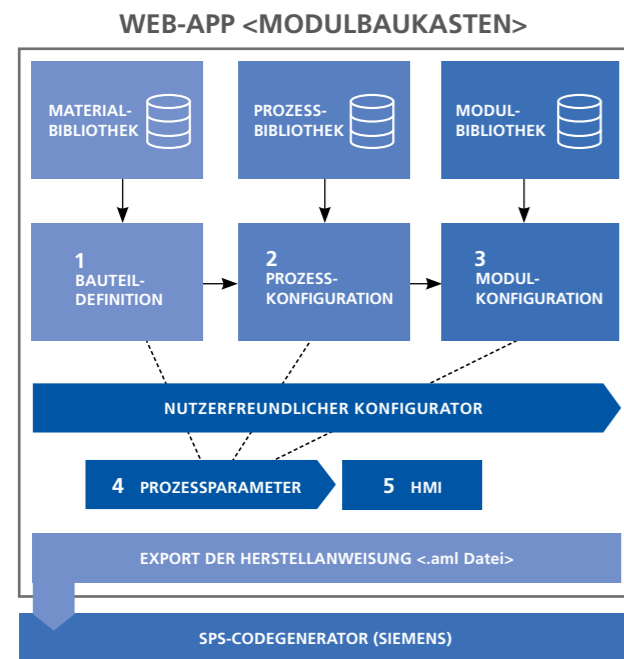 WEB-APP <MODULBAUKASTEN>
MATERIAL-
BIBLIOTHEK
PROZESS-
BIBLIOTHEK
MODUL-
BIBLIOTHEK
1
BAUTEIL-
DEFINITION
2
PROZESS-
KONFIGURATION
3
MODUL-
KONFIGURATION
NUTZERFREUNDLICHER KONFIGURATOR
4 PROZESSPARAMETER
5 HMI
EXPORT DER HERSTELLANWEISUNG <.aml Datei>
SPS-CODEGENERATOR (SIEMENS)